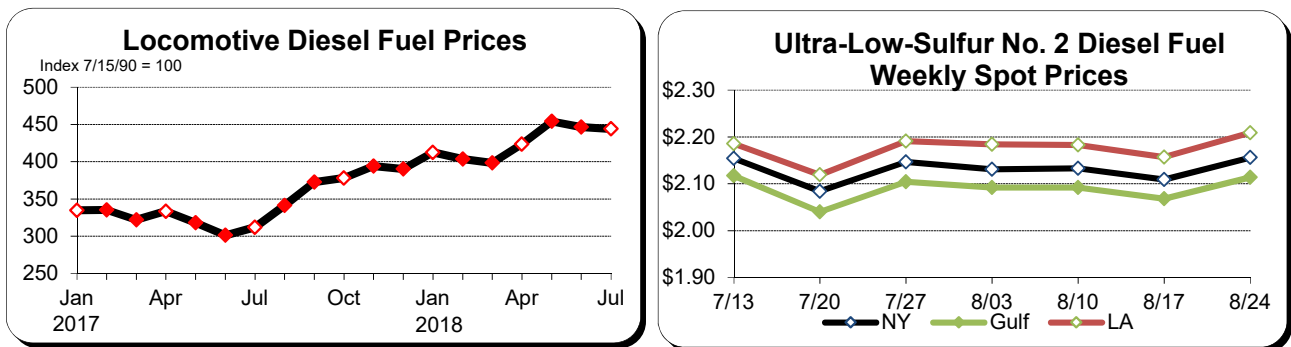 Locomotive Diesel Fuel Prices
Index 7/15/90 = 100
500
450
400
350
300
250
Jan Apr Jul Oct Jan Apr Jul
2017 2018
Ultra-Low-Sulfur No. 2 Diesel Fuel
Weekly Spot Prices
$2.30
$2.20
$2.10
$2.00
$1.90
7/13 7/20 7/27 8/03 8/10 8/17 8/24
NY Gulf LA